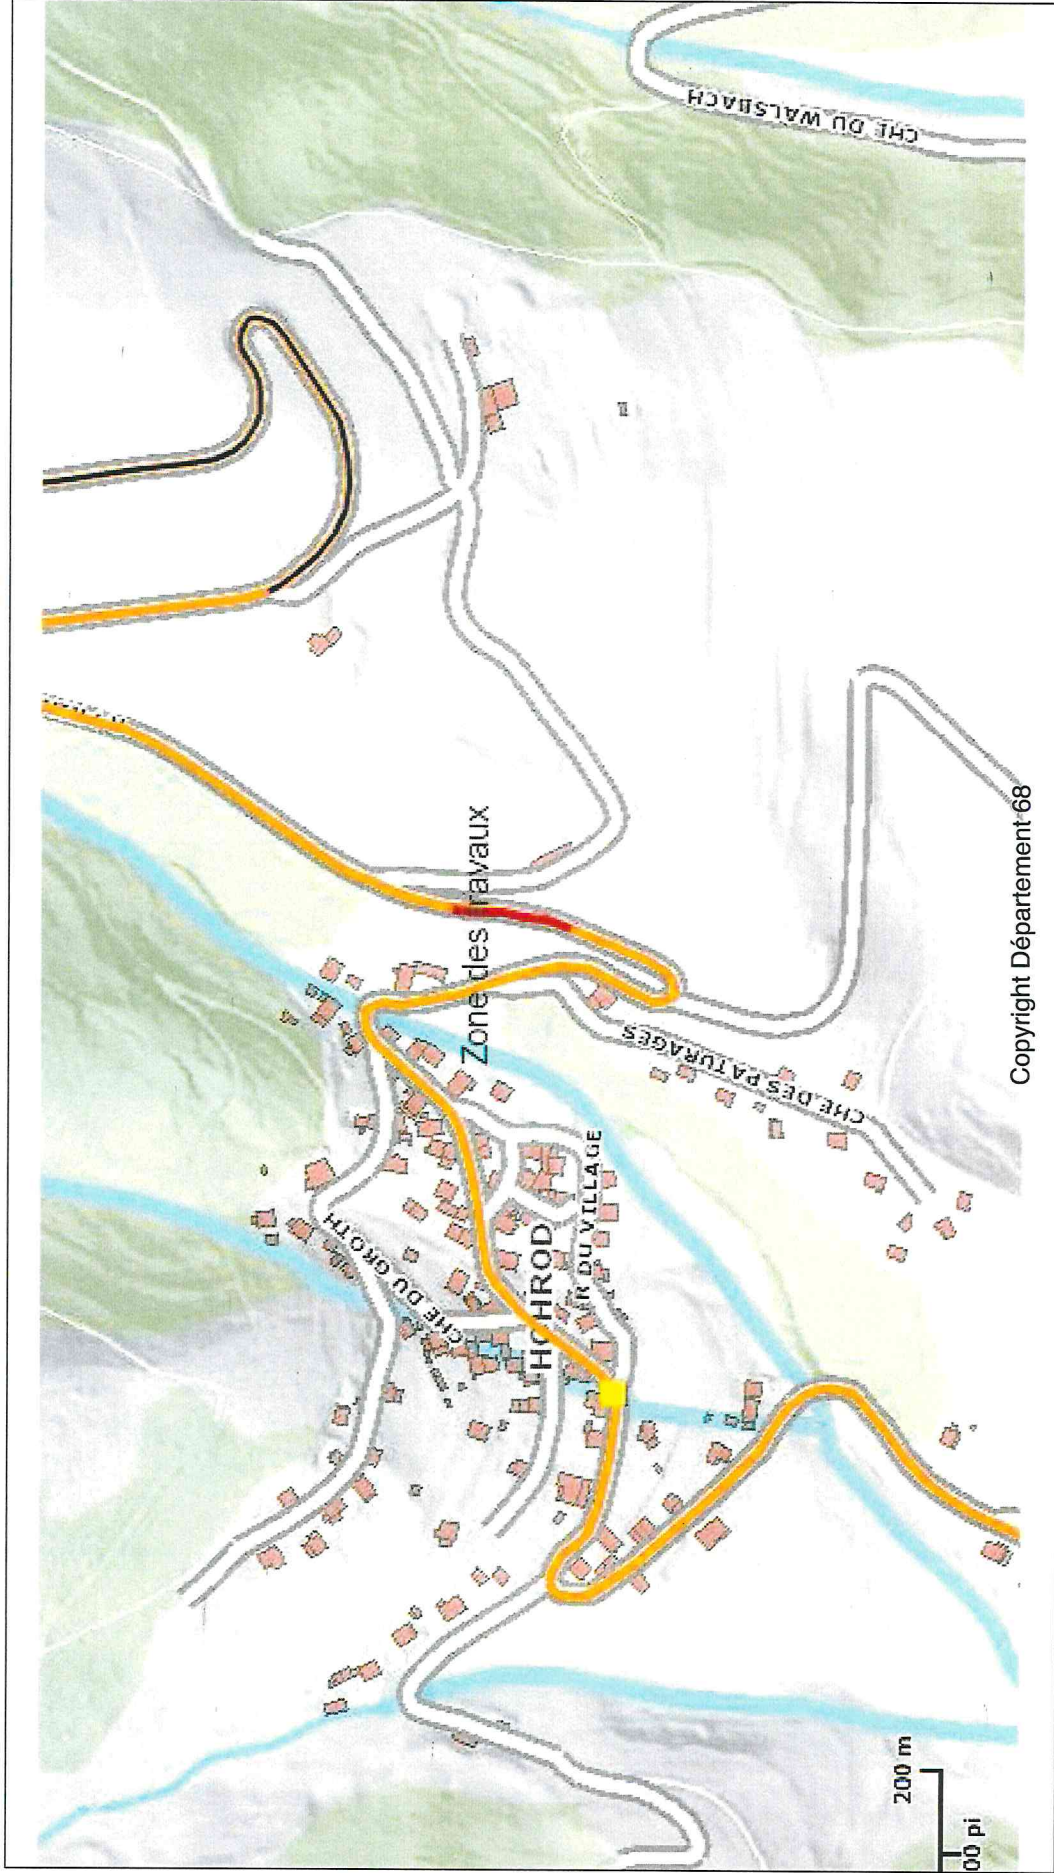 CHE DU GROTH
HOHROD
R DU VILLAGE
Zone des Travaux
CHE DES PATURAGES
CHE DU WALSBACH
200 m
00 pi
Copyright Département 68